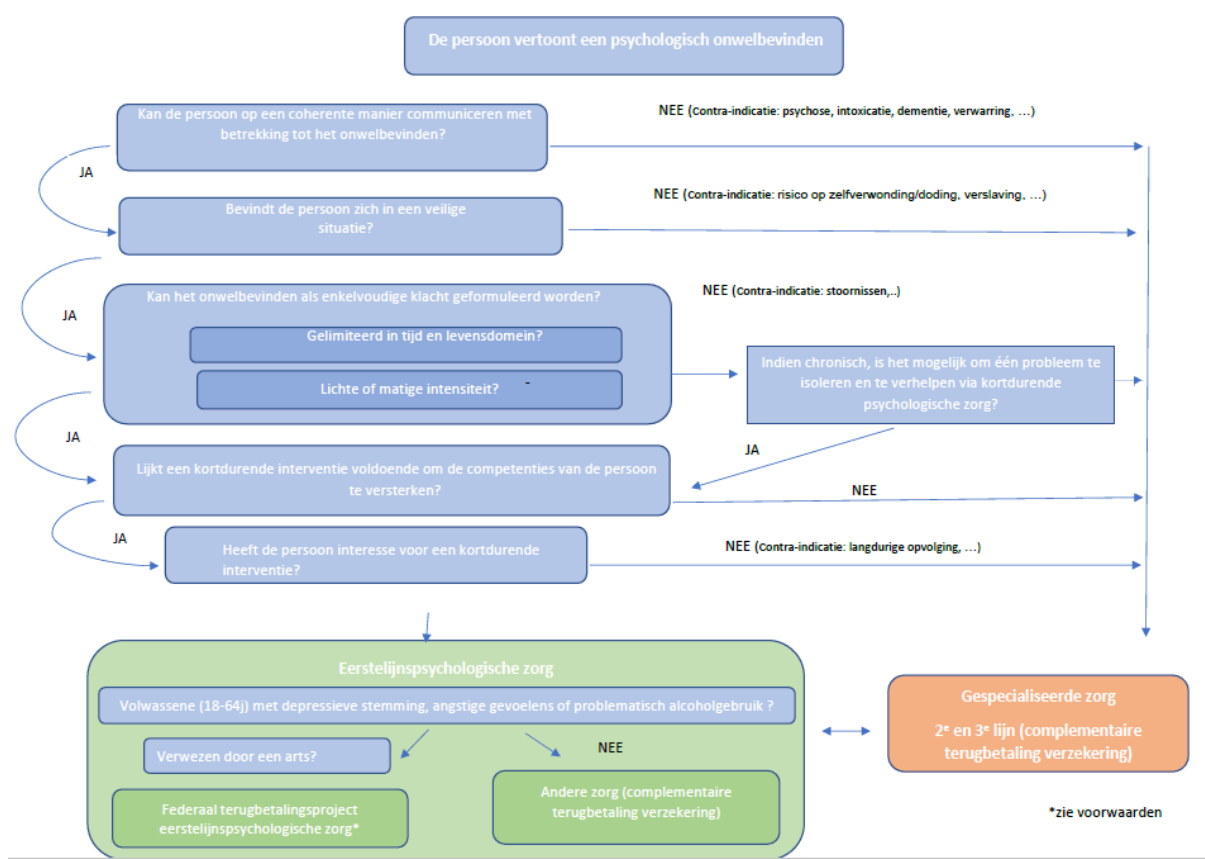 De persoon vertoont een psychologisch onwelbevinden
Kan de persoon op een coherente manier communiceren met
betrekking tot het onwelbevinden?
NEE (Contra-indicatie: psychose, intoxicatie, dementie, verwarring, …)
JA
Bevindt de persoon zich in een veilige
situatie?
NEE (Contra-indicatie: risico op zelfverwonding/doding, verslaving, …)
JA
Kan het onwelbevinden als enkelvoudige klacht geformuleerd worden?
NEE (Contra-indicatie: stoornissen,..)
Gelimiteerd in tijd en levensdomein?
Lichte of matige intensiteit? -
Indien chronisch, is het mogelijk om één probleem te
isoleren en te verhelpen via kortdurende
psychologische zorg?
JA
JA
Lijkt een kortdurende interventie voldoende om de competenties van de persoon
te versterken?
NEE
JA
Heeft de persoon interesse voor een kortdurende
interventie?
NEE (Contra-indicatie: langdurige opvolging, …)
Eerstelijnspsychologische zorg
Volwassene (18-64j) met depressieve stemming, angstige gevoelens of problematisch alcoholgebruik ?
Verwezen door een arts?
NEE
Federaal terugbetalingsproject
eerstelijnspsychologische zorg*
Andere zorg (complementaire
terugbetaling verzekering)
Gespecialiseerde zorg
2e en 3e lijn (complementaire
terugbetaling verzekering)
*zie voorwaarden